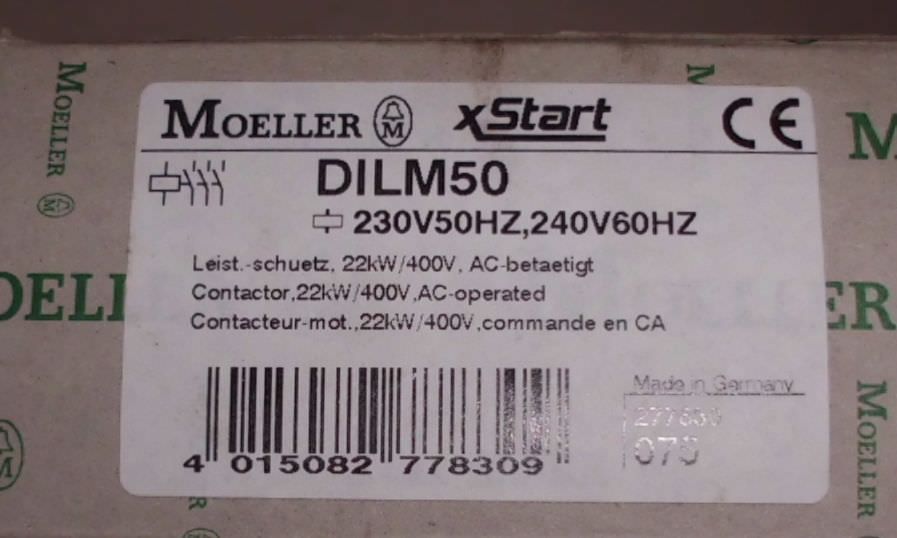 MOELLER
MOELLER xStart CE
DILM50
230V50HZ,240V60HZ
Leist.-schuetz, 22kW/400V, AC-betaetigt
Contactor,22kW/400V,AC-operated
Contacteur-mot.,22kW/400V,commande en CA
Made in Germany
4 015082 778309
MOELLER